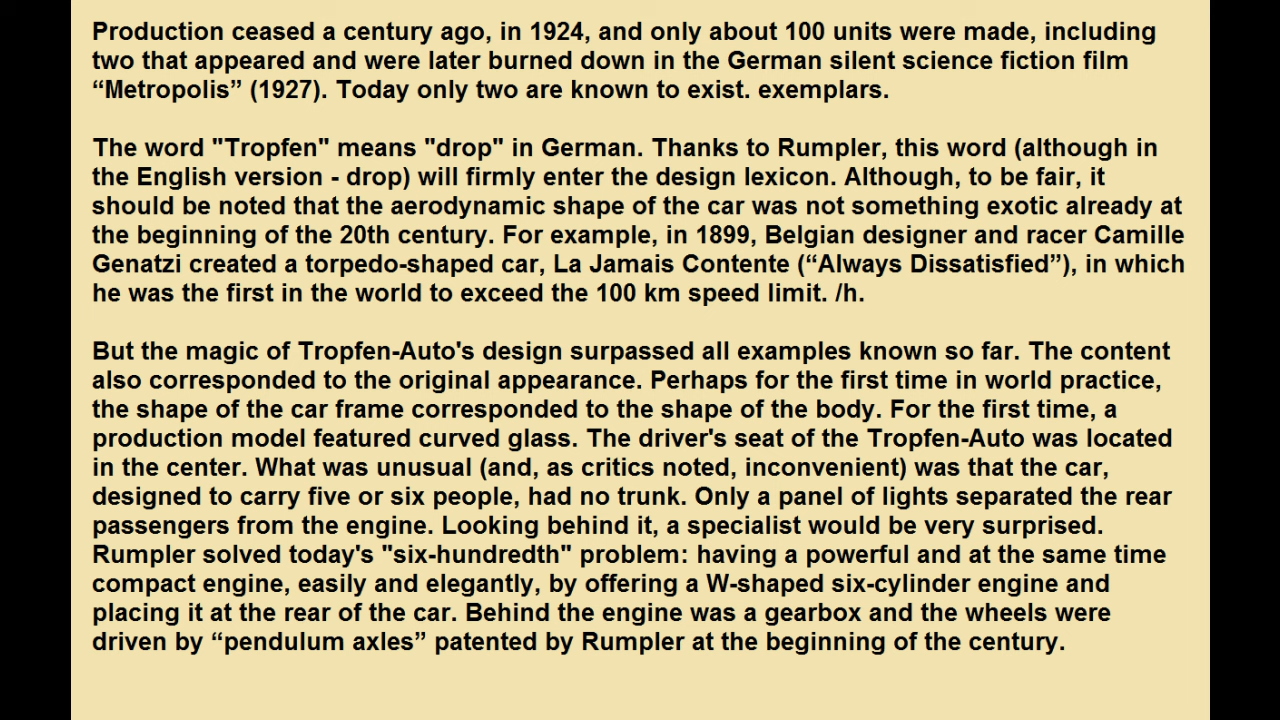 Production ceased a century ago, in 1924, and only about 100 units were made, including
two that appeared and were later burned down in the German silent science fiction film
“Metropolis” (1927). Today only two are known to exist. exemplars.
The word "Tropfen" means "drop" in German. Thanks to Rumpler, this word (although in
the English version - drop) will firmly enter the design lexicon. Although, to be fair, it
should be noted that the aerodynamic shape of the car was not something exotic already at
the beginning of the 20th century. For example, in 1899, Belgian designer and racer Camille
Genatzi created a torpedo-shaped car, La Jamais Contente (“Always Dissatisfied”), in which
he was the first in the world to exceed the 100 km speed limit. /h.
But the magic of Tropfen-Auto's design surpassed all examples known so far. The content
also corresponded to the original appearance. Perhaps for the first time in world practice,
the shape of the car frame corresponded to the shape of the body. For the first time, a
production model featured curved glass. The driver's seat of the Tropfen-Auto was located
in the center. What was unusual (and, as critics noted, inconvenient) was that the car,
designed to carry five or six people, had no trunk. Only a panel of lights separated the rear
passengers from the engine. Looking behind it, a specialist would be very surprised.
Rumpler solved today's "six-hundredth" problem: having a powerful and at the same time
compact engine, easily and elegantly, by offering a W-shaped six-cylinder engine and
placing it at the rear of the car. Behind the engine was a gearbox and the wheels were
driven by “pendulum axles” patented by Rumpler at the beginning of the century.